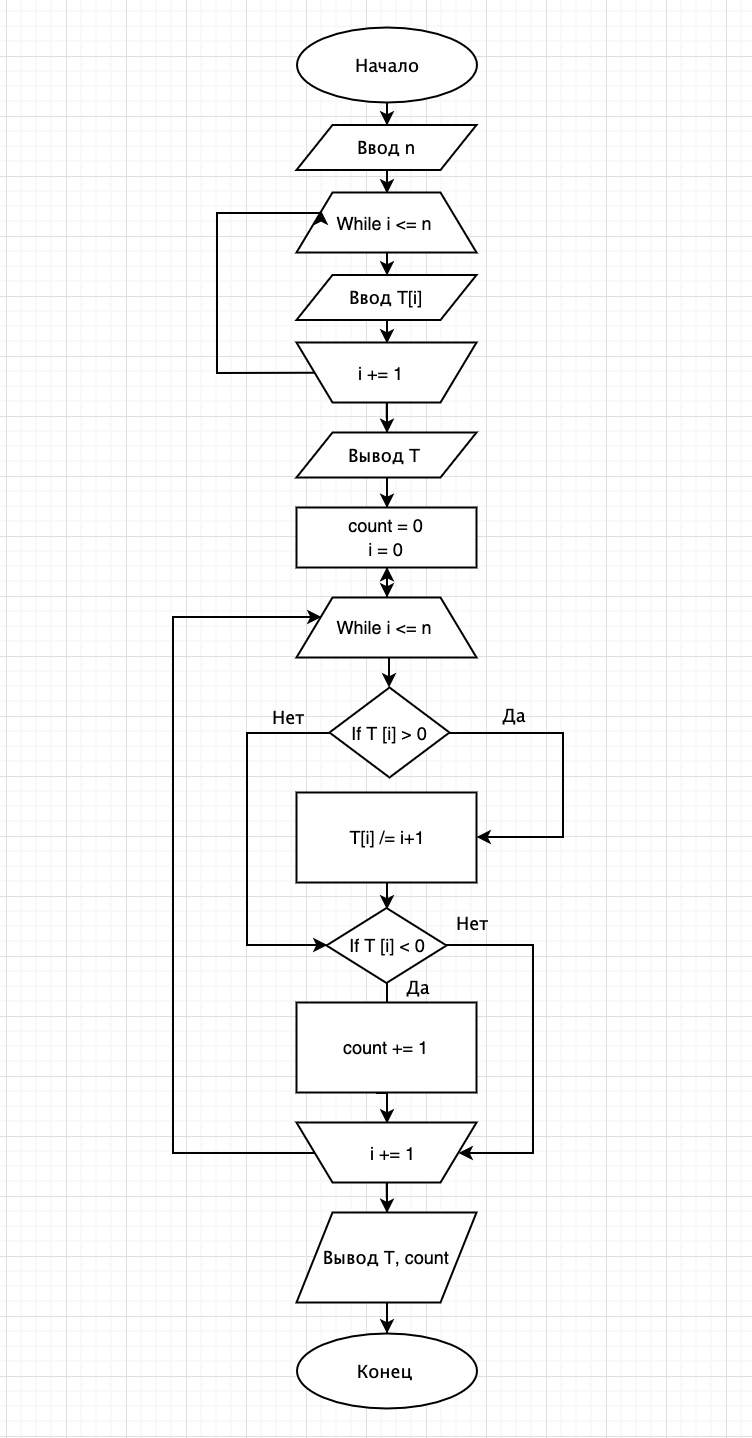 Начало
Ввод n
While i <= n
Ввод T[i]
i += 1
Вывод T
count = 0
i = 0
While i <= n
Нет
Да
If T [i] > 0
T[i] /= i+1
Нет
If T [i] < 0
Да
count += 1
i += 1
Вывод T, count
Конец